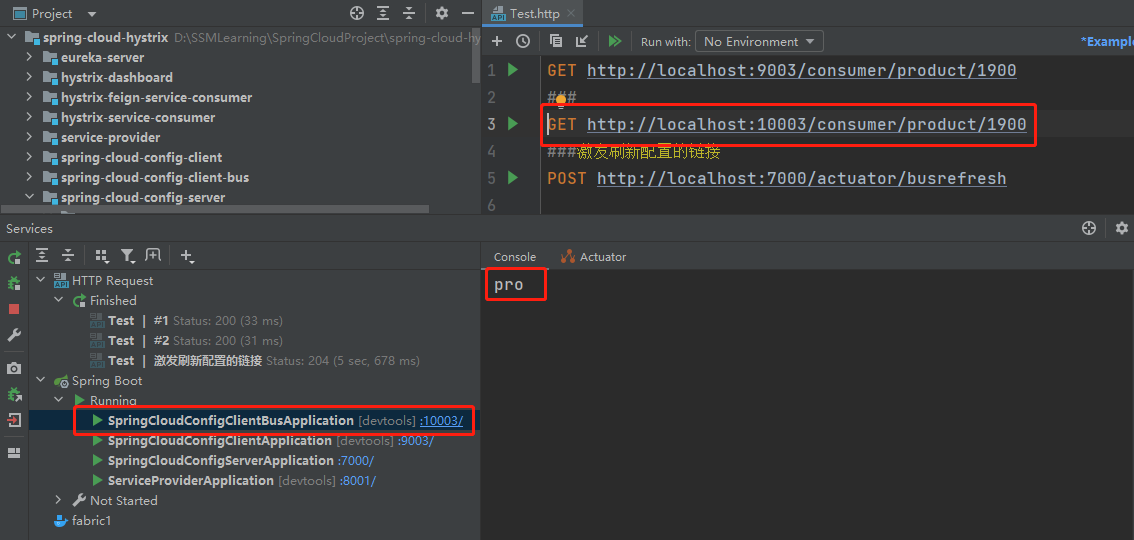 Project
Test.http
Run with: No Environment
*Example
spring-cloud-hystrix D:\SSMLearning\SpringCloudProject\spring-cloud-hy
eureka-server
hystrix-dashboard
hystrix-feign-service-consumer
hystrix-service-consumer
service-provider
spring-cloud-config-client
spring-cloud-config-client-bus
spring-cloud-config-server
1 GET http://localhost:9003/consumer/product/1900
2 ###
3 GET http://localhost:10003/consumer/product/1900
4 ###激发刷新配置的链接
5 POST http://localhost:7000/actuator/busrefresh
6
Services
HTTP Request
Finished
API Test | #1 Status: 200 (33 ms)
API Test | #2 Status: 200 (31 ms)
API Test | 激发刷新配置的链接 Status: 204 (5 sec, 678 ms)
Spring Boot
Running
SpringCloudConfigClientBusApplication [devtools] :10003/
SpringCloudConfigClientApplication [devtools] :9003/
SpringCloudConfigServerApplication :7000/
ServiceProviderApplication [devtools] :8001/
Not Started
fabric1
Console
Actuator
pro